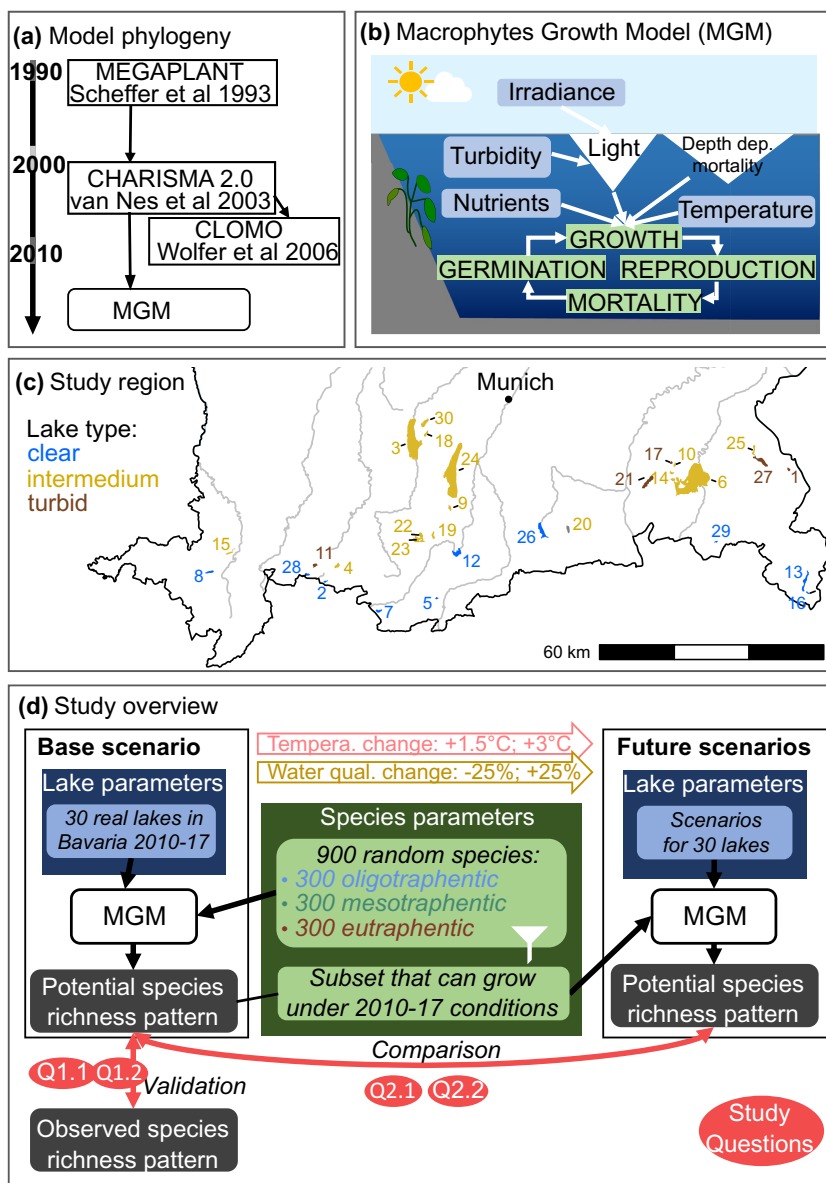 (a) Model phylogeny
1990
MEGAPLANT
Scheffer et al 1993
2000
CHARISMA 2.0
van Nes et al 2003
CLOMO
Wolfer et al 2006
2010
MGM
(b) Macrophytes Growth Model (MGM)
Irradiance
Turbidity
Light
Depth dep.
mortality
Nutrients
Temperature
GROWTH
GERMINATION
REPRODUCTION
MORTALITY
(c) Study region
Munich
Lake type:
clear
intermedium
turbid
30
3
18
24
9
22
19
23
15
8
11
28
4
2
7
5
12
26
20
17
10
21
14
6
25
27
1
29
13
16
60 km
(d) Study overview
Base scenario
Tempera. change: +1.5°C; +3°C
Water qual. change: -25%; +25%
Future scenarios
Lake parameters
30 real lakes in
Bavaria 2010-17
MGM
Potential species
richness pattern
Species parameters
900 random species:
• 300 oligotraphentic
• 300 mesotraphentic
• 300 eutraphentic
Subset that can grow
under 2010-17 conditions
Lake parameters
Scenarios
for 30 lakes
MGM
Potential species
richness pattern
Comparison
Q1.1
Q1.2
Validation
Q2.1
Q2.2
Observed species
richness pattern
Study
Questions